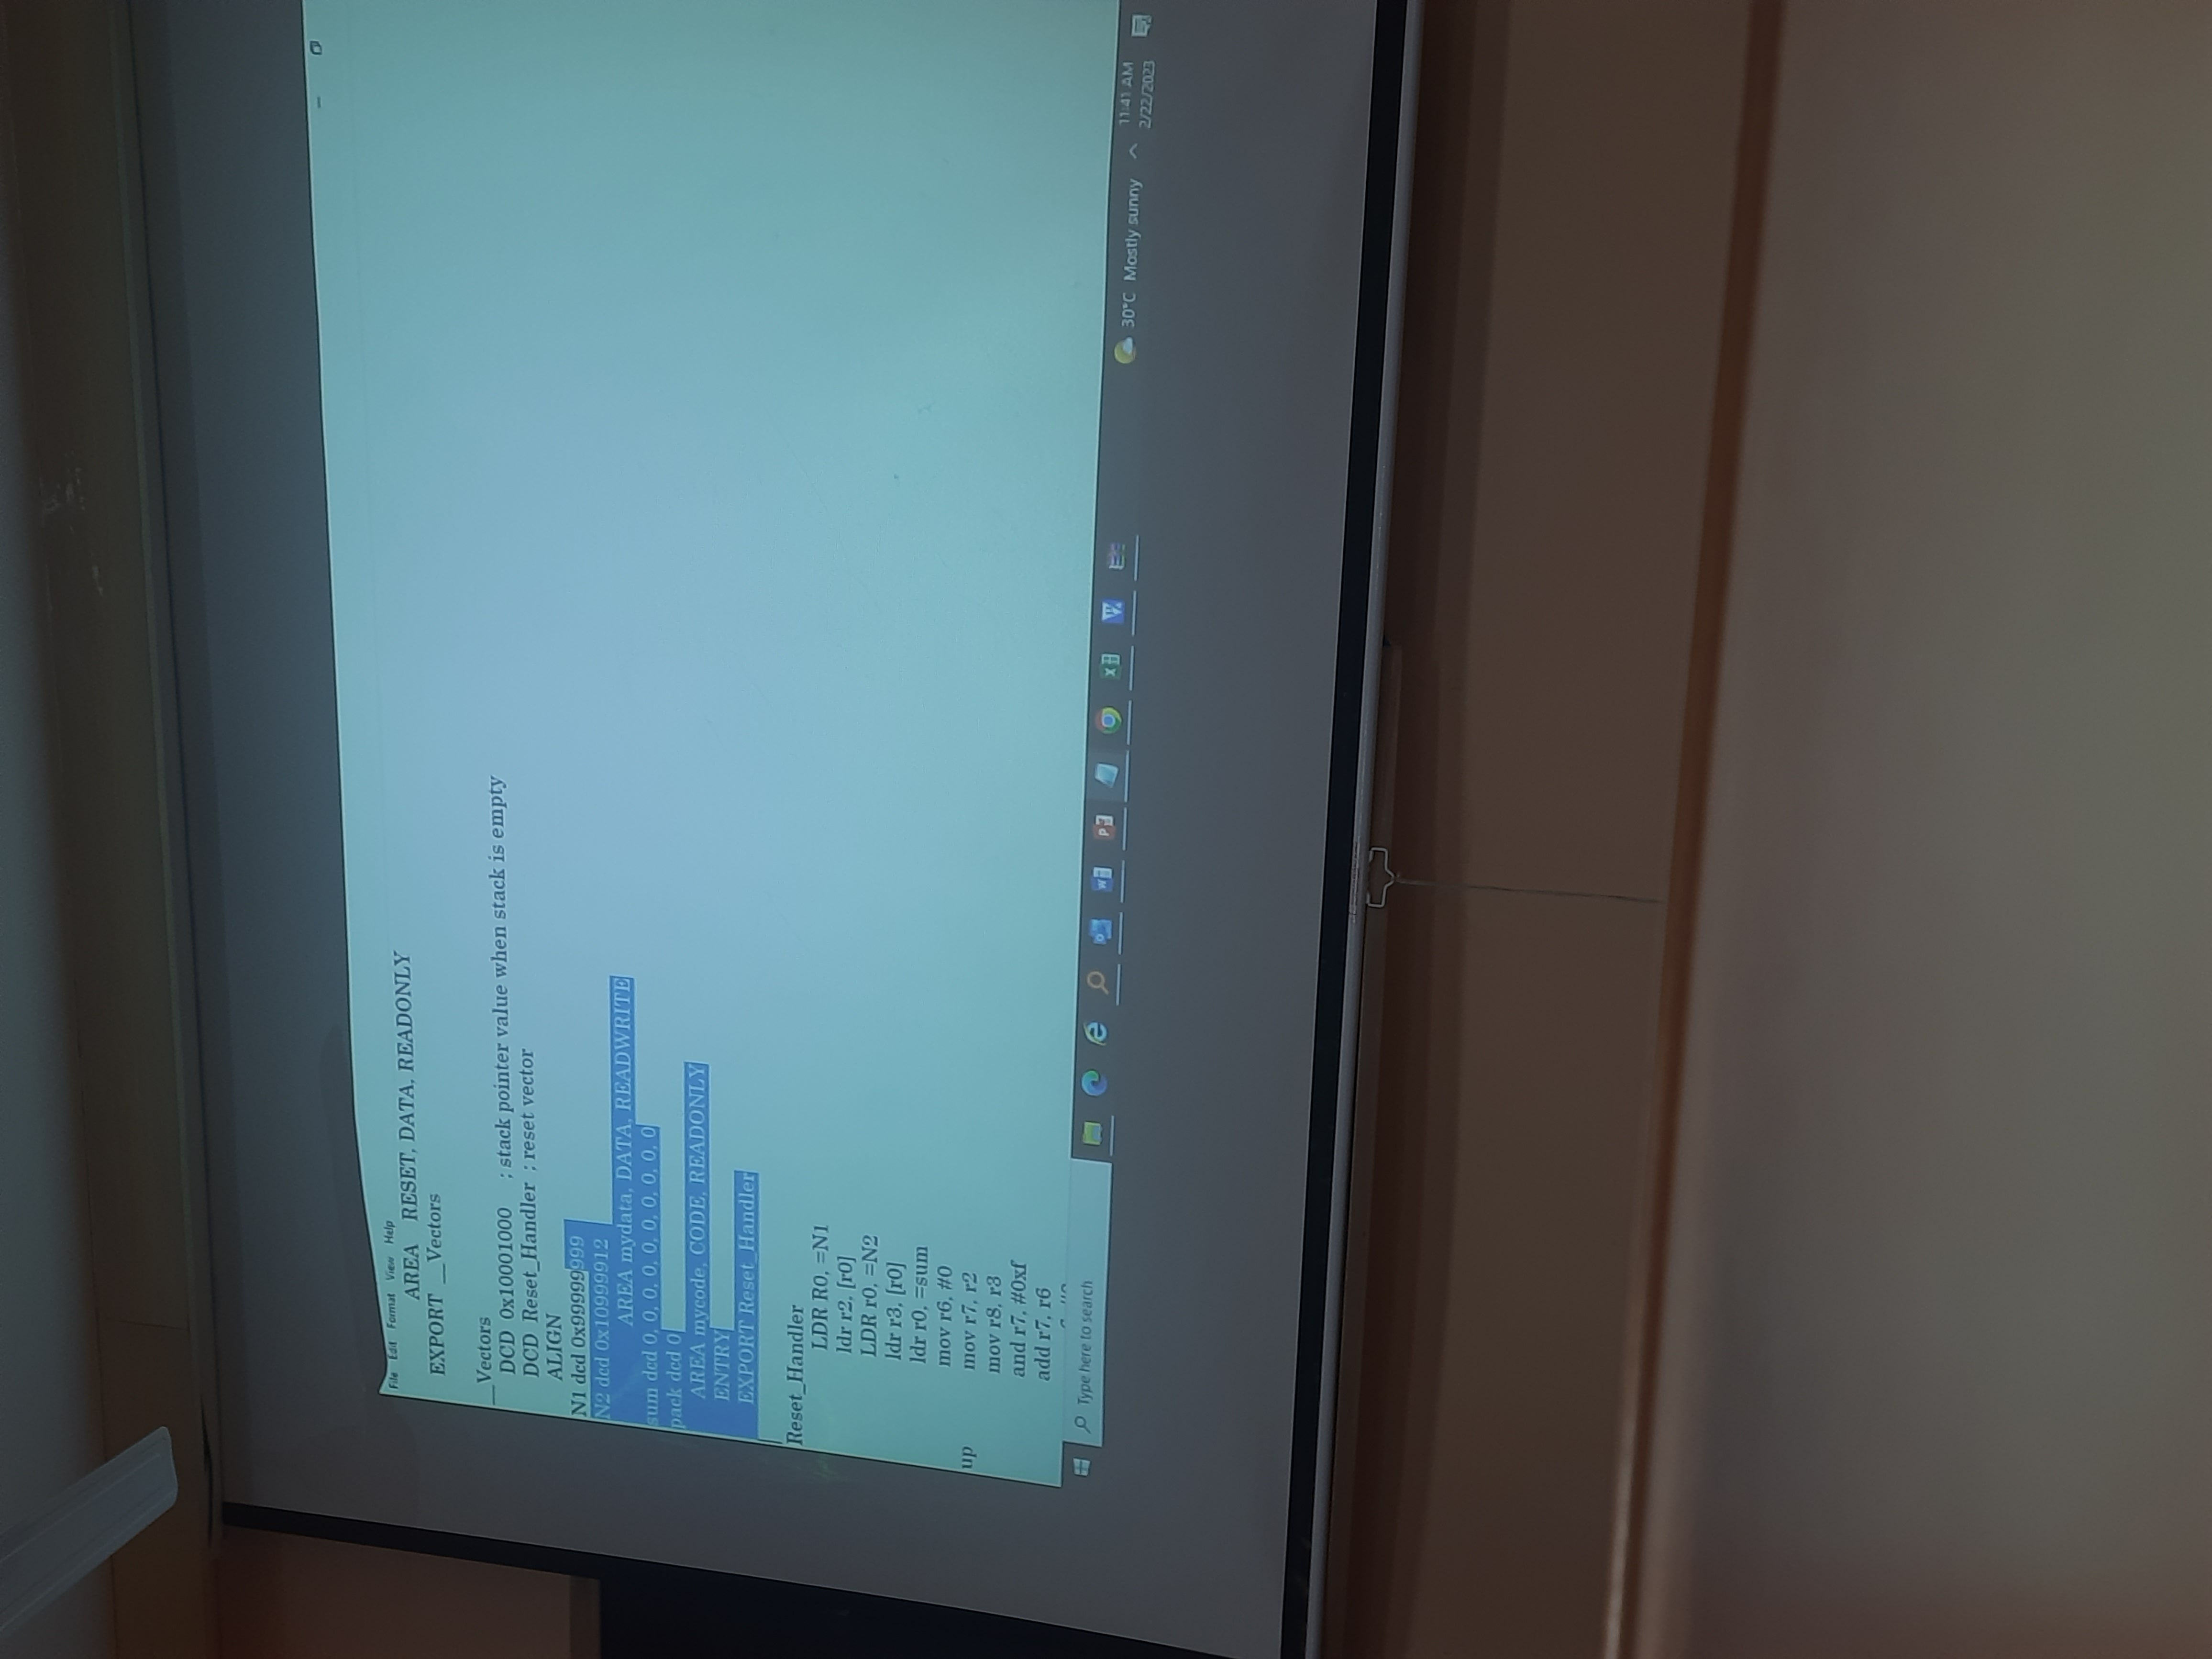 File Edit Format View Help
AREA RESET, DATA, READONLY
EXPORT __Vectors
__Vectors
DCD 0x10001000 ; stack pointer value when stack is empty
DCD Reset_Handler ; reset vector
ALIGN
N1 dcd 0x99999999
N2 dcd 0x10999912
AREA mydata, DATA, READWRITE
sum dcd 0, 0, 0, 0, 0, 0, 0, 0, 0, 0
pack dcd 0
AREA mycode, CODE, READONLY
ENTRY
EXPORT Reset_Handler
Reset_Handler
LDR R0, =N1
ldr r2, [r0]
LDR r0, =N2
ldr r3, [r0]
ldr r0, =sum
mov r6, #0
up mov r7, r2
mov r8, r3
and r7, #0xf
add r7, r6
Type here to search
30°C Mostly sunny
11:41 AM
2/22/2023